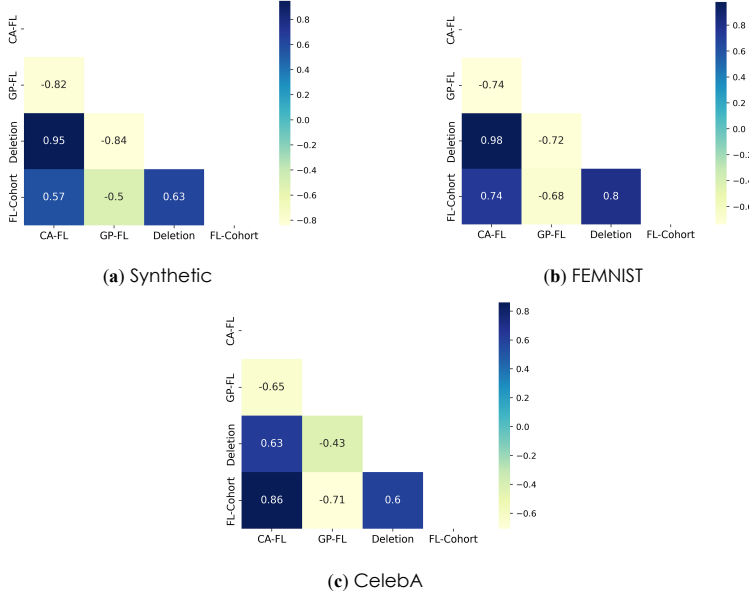 CA-FL
GP-FL
Deletion
FL-Cohort
-0.82
0.95 -0.84
0.57 -0.5 0.63
CA-FL GP-FL Deletion FL-Cohort
0.8
0.6
0.4
0.2
0.0
−0.2
−0.4
−0.6
−0.8
(a) Synthetic
CA-FL
GP-FL
Deletion
FL-Cohort
-0.74
0.98 -0.72
0.74 -0.68 0.8
CA-FL GP-FL Deletion FL-Cohort
0.8
0.6
0.4
0.2
0.0
−0.2
−0.4
(b) FEMNIST
CA-FL
GP-FL
Deletion
FL-Cohort
-0.65
0.63 -0.43
0.86 -0.71 0.6
CA-FL GP-FL Deletion FL-Cohort
0.8
0.6
0.4
0.2
0.0
−0.2
−0.4
−0.6
(c) CelebA